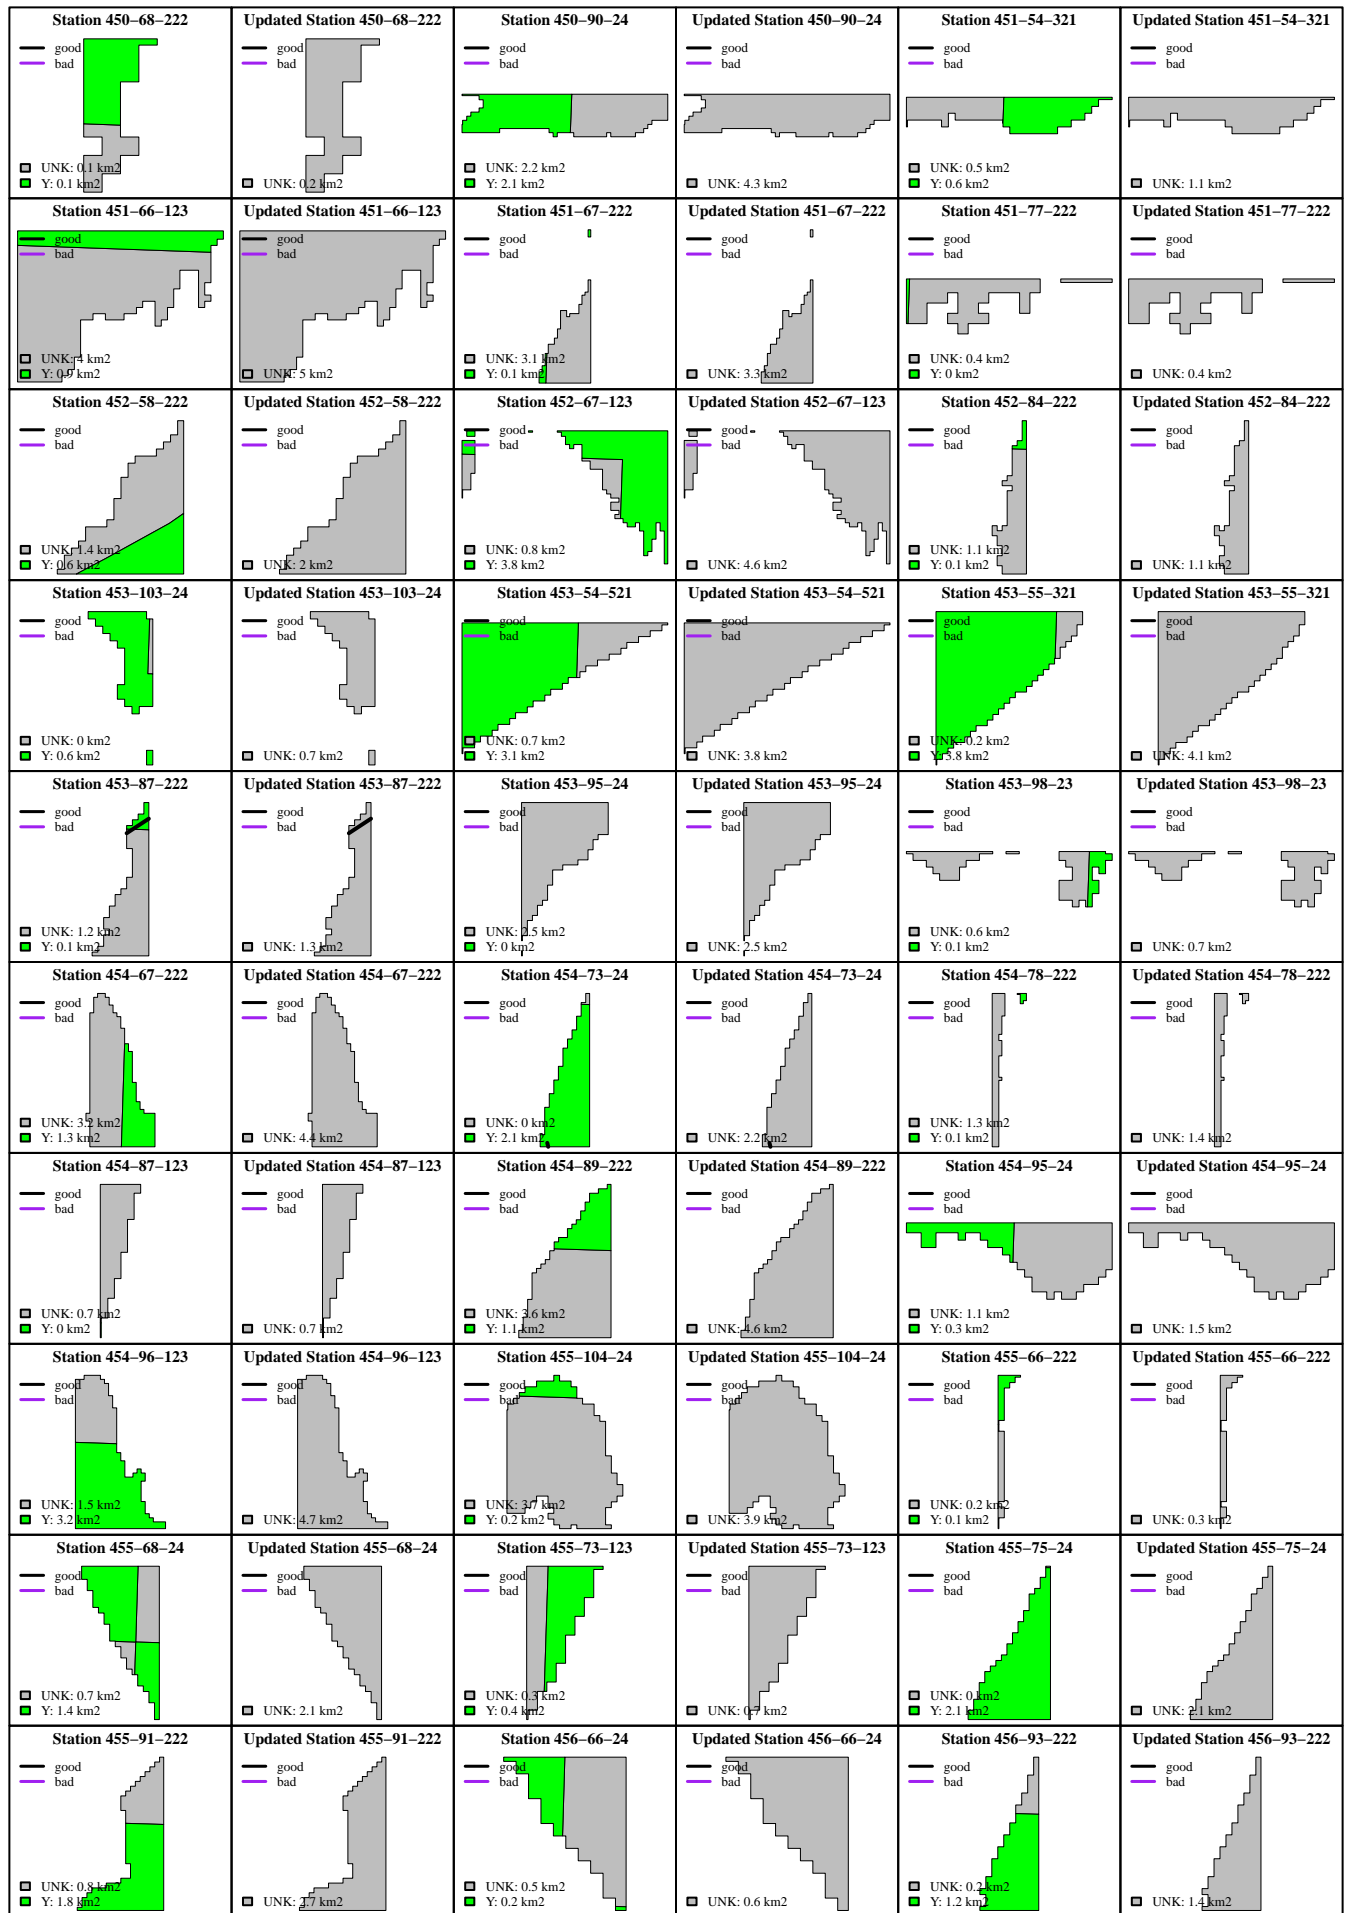 Station 450−68−222
good
bad
UNK: 0.1 km2
Y: 0.1 km2
Updated Station 450−68−222
good
bad
UNK: 0.2 km2
Station 450−90−24
good
bad
UNK: 2.2 km2
Y: 2.1 km2
Updated Station 450−90−24
good
bad
UNK: 4.3 km2
Station 451−54−321
good
bad
UNK: 0.5 km2
Y: 0.6 km2
Updated Station 451−54−321
good
bad
UNK: 1.1 km2
Station 451−66−123
good
bad
UNK: 4 km2
Y: 0.9 km2
Updated Station 451−66−123
good
bad
UNK: 5 km2
Station 451−67−222
good
bad
UNK: 3.1 km2
Y: 0.1 km2
Updated Station 451−67−222
good
bad
UNK: 3.3 km2
Station 451−77−222
good
bad
UNK: 0.4 km2
Y: 0 km2
Updated Station 451−77−222
good
bad
UNK: 0.4 km2
Station 452−58−222
good
bad
UNK: 1.4 km2
Y: 0.6 km2
Updated Station 452−58−222
good
bad
UNK: 2 km2
Station 452−67−123
good
bad
UNK: 0.8 km2
Y: 3.8 km2
Updated Station 452−67−123
good
bad
UNK: 4.6 km2
Station 452−84−222
good
bad
UNK: 1.1 km2
Y: 0.1 km2
Updated Station 452−84−222
good
bad
UNK: 1.1 km2
Station 453−103−24
good
bad
UNK: 0 km2
Y: 0.6 km2
Updated Station 453−103−24
good
bad
UNK: 0.7 km2
Station 453−54−521
good
bad
UNK: 0.7 km2
Y: 3.1 km2
Updated Station 453−54−521
good
bad
UNK: 3.8 km2
Station 453−55−321
good
bad
UNK: 0.2 km2
Y: 3.8 km2
Updated Station 453−55−321
good
bad
UNK: 4.1 km2
Station 453−87−222
good
bad
UNK: 1.2 km2
Y: 0.1 km2
Updated Station 453−87−222
good
bad
UNK: 1.3 km2
Station 453−95−24
good
bad
UNK: 2.5 km2
Y: 0 km2
Updated Station 453−95−24
good
bad
UNK: 2.5 km2
Station 453−98−23
good
bad
UNK: 0.6 km2
Y: 0.1 km2
Updated Station 453−98−23
good
bad
UNK: 0.7 km2
Station 454−67−222
good
bad
UNK: 3.2 km2
Y: 1.3 km2
Updated Station 454−67−222
good
bad
UNK: 4.4 km2
Station 454−73−24
good
bad
UNK: 0 km2
Y: 2.1 km2
Updated Station 454−73−24
good
bad
UNK: 2.2 km2
Station 454−78−222
good
bad
UNK: 1.3 km2
Y: 0.1 km2
Updated Station 454−78−222
good
bad
UNK: 1.4 km2
Station 454−87−123
good
bad
UNK: 0.7 km2
Y: 0 km2
Updated Station 454−87−123
good
bad
UNK: 0.7 km2
Station 454−89−222
good
bad
UNK: 3.6 km2
Y: 1.1 km2
Updated Station 454−89−222
good
bad
UNK: 4.6 km2
Station 454−95−24
good
bad
UNK: 1.1 km2
Y: 0.3 km2
Updated Station 454−95−24
good
bad
UNK: 1.5 km2
Station 454−96−123
good
bad
UNK: 1.5 km2
Y: 3.2 km2
Updated Station 454−96−123
good
bad
UNK: 4.7 km2
Station 455−104−24
good
bad
UNK: 3.7 km2
Y: 0.2 km2
Updated Station 455−104−24
good
bad
UNK: 3.9 km2
Station 455−66−222
good
bad
UNK: 0.2 km2
Y: 0.1 km2
Updated Station 455−66−222
good
bad
UNK: 0.3 km2
Station 455−68−24
good
bad
UNK: 0.7 km2
Y: 1.4 km2
Updated Station 455−68−24
good
bad
UNK: 2.1 km2
Station 455−73−123
good
bad
UNK: 0.3 km2
Y: 0.4 km2
Updated Station 455−73−123
good
bad
UNK: 0.7 km2
Station 455−75−24
good
bad
UNK: 0 km2
Y: 2.1 km2
Updated Station 455−75−24
good
bad
UNK: 2.1 km2
Station 455−91−222
good
bad
UNK: 0.8 km2
Y: 1.8 km2
Updated Station 455−91−222
good
bad
UNK: 2.7 km2
Station 456−66−24
good
bad
UNK: 0.5 km2
Y: 0.2 km2
Updated Station 456−66−24
good
bad
UNK: 0.6 km2
Station 456−93−222
good
bad
UNK: 0.2 km2
Y: 1.2 km2
Updated Station 456−93−222
good
bad
UNK: 1.4 km2